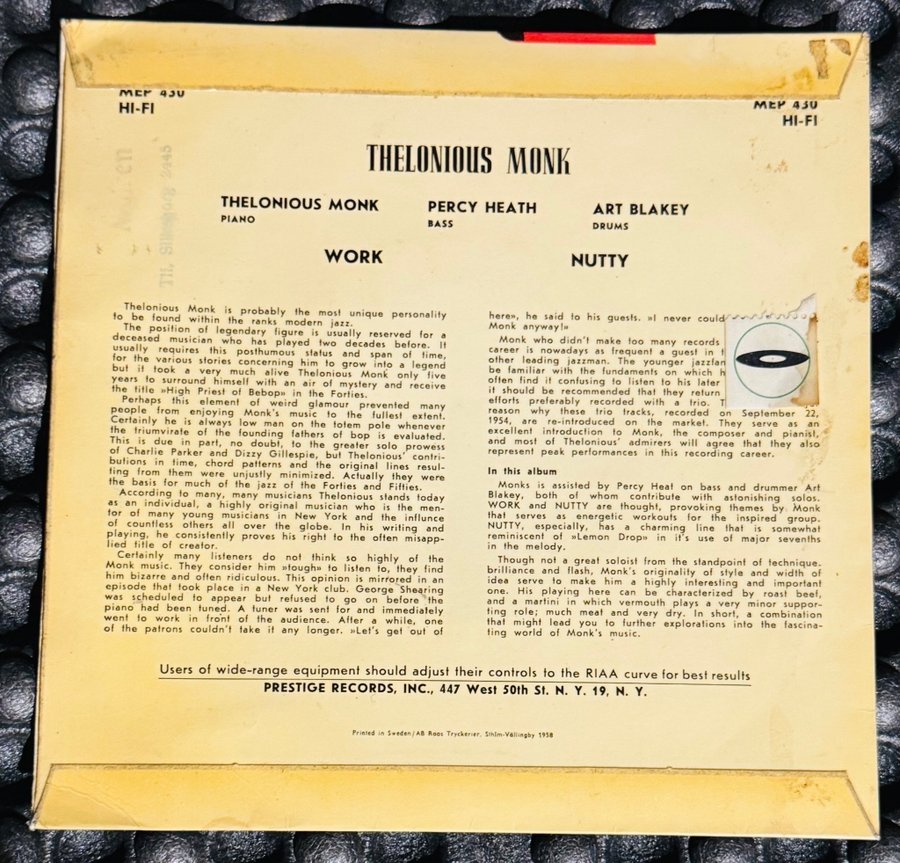 MEP 430
HI-FI
MEP 430
HI-FI
THELONIOUS MONK
THELONIOUS MONK
PIANO
PERCY HEATH
BASS
ART BLAKEY
DRUMS
WORK
NUTTY
Thelonious Monk is probably the most unique personality
to be found within the ranks modern jazz.
The position of legendary figure is usually reserved for a
deceased musician who has played two decades before. It
usually requires this posthumous status and span of time,
for the various stories concerning him to grow into a legend
but it took a very much alive Thelonious Monk only five
years to surround himself with an air of mystery and receive
the title »High Priest of Bebop» in the Forties.
Perhaps this element of weird glamour prevented many
people from enjoying Monk's music to the fullest extent.
Certainly he is always low man on the totem pole whenever
the triumvirate of the founding fathers of bop is evaluated.
This is due in part, no doubt, to the greater solo prowess
of Charlie Parker and Dizzy Gillespie, but Thelonious' contri-
butions in time, chord patterns and the original lines resul-
ting from them were unjustly minimized. Actually they were
the basis for much of the jazz of the Forties and Fifties.
According to many, many musicians Thelonious stands today
as an individual, a highly original musician who is the men-
tor of many young musicians in New York and the influnce
of countless others all over the globe. In his writing and
playing, he consistently proves his right to the often misapp-
lied title of creator.
Certainly many listeners do not think so highly of the
Monk music. They consider him »tough» to listen to, they find
him bizarre and often ridiculous. This opinion is mirrored in an
episode that took place in a New York club. George Shearing
was scheduled to appear but refused to go on before the
piano had been tuned. A tuner was sent for and immediately
went to work in front of the audience. After a while, one
of the patrons couldn't take it any longer. »Let's get out of
here», he said to his guests. »I never could
Monk anyway!»
Monk who didn't make too many records
career is nowadays as frequent a guest in t
other leading jazzman. The younger jazzfan
be familiar with the fundaments on which h
often find it confusing to listen to his later
it should be recommended that they return
efforts preferably recorded with a trio. T
reason why these trio tracks, recorded on September 22,
1954, are re-introduced on the market. They serve as an
excellent introduction to Monk, the composer and pianist,
and most of Thelonious' admirers will agree that they also
represent peak performances in this recording career.
In this album
Monks is assisted by Percy Heat on bass and drummer Art
Blakey, both of whom contribute with astonishing solos.
WORK and NUTTY are thought, provoking themes by Monk
that serves as energetic workouts for the inspired group.
NUTTY, especially, has a charming line that is somewhat
reminiscent of »Lemon Drop» in it's use of major sevenths
in the melody.
Though not a great soloist from the standpoint of technique.
brilliance and flash, Monk's originality of style and width of
idea serve to make him a highly interesting and important
one. His playing here can be characterized by roast beef,
and a martini in which vermouth plays a very minor suppor-
ting role; much meat and very dry. In short, a combination
that might lead you to further explorations into the fascina-
ting world of Monk's music.
Users of wide-range equipment should adjust their controls to the RIAA curve for best results
PRESTIGE RECORDS, INC., 447 West 50th St. N. Y. 19, N. Y.
Printed in Sweden/AB Roos Tryckerier, Sthlm-Vällingby 1958